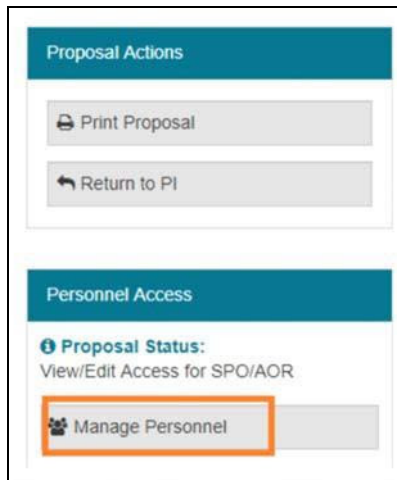 Proposal Actions
Print Proposal
Return to PI
Personnel Access
Proposal Status:
View/Edit Access for SPO/AOR
Manage Personnel